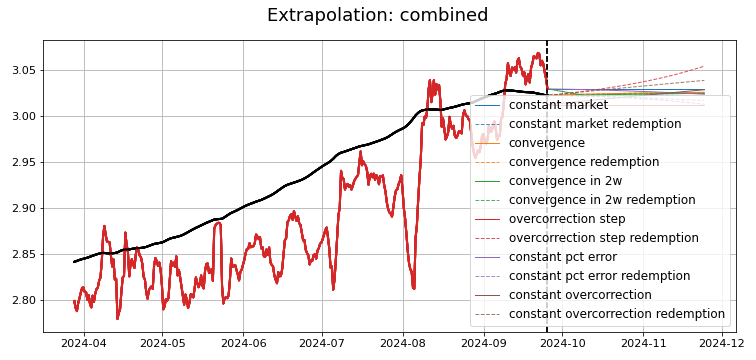 Extrapolation: combined
3.05
3.00
2.95
2.90
2.85
2.80
constant market
constant market redemption
convergence
convergence redemption
convergence in 2w
convergence in 2w redemption
overcorrection step
overcorrection step redemption
constant pct error
constant pct error redemption
constant overcorrection
constant overcorrection redemption
2024-04 2024-05 2024-06 2024-07 2024-08 2024-09 2024-10 2024-11 2024-12